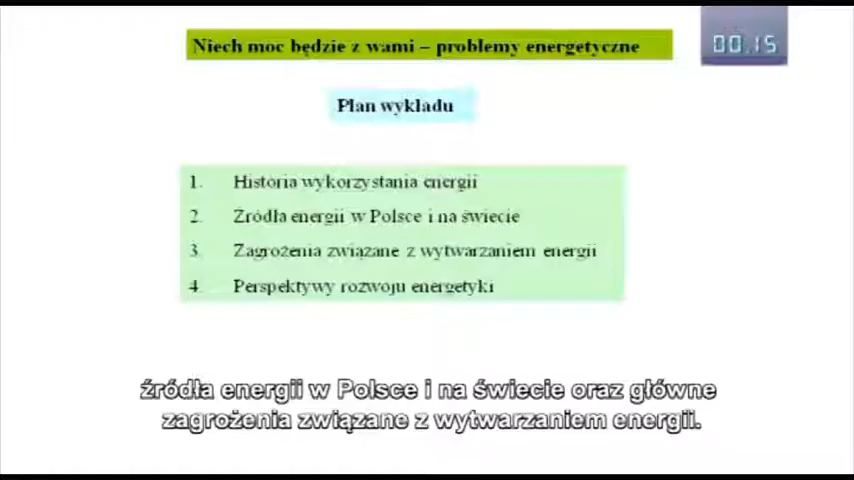 Niech moc będzie z wami – problemy energetyczne
00.15
Plan wykładu
1. Historia wykorzystania energii
2. Źródła energii w Polsce i na świecie
3. Zagrożenia związane z wytwarzaniem energii
4. Perspektywy rozwoju energetyki
źródła energii w Polsce i na świecie oraz główne
zagrożenia związane z wytwarzaniem energii.